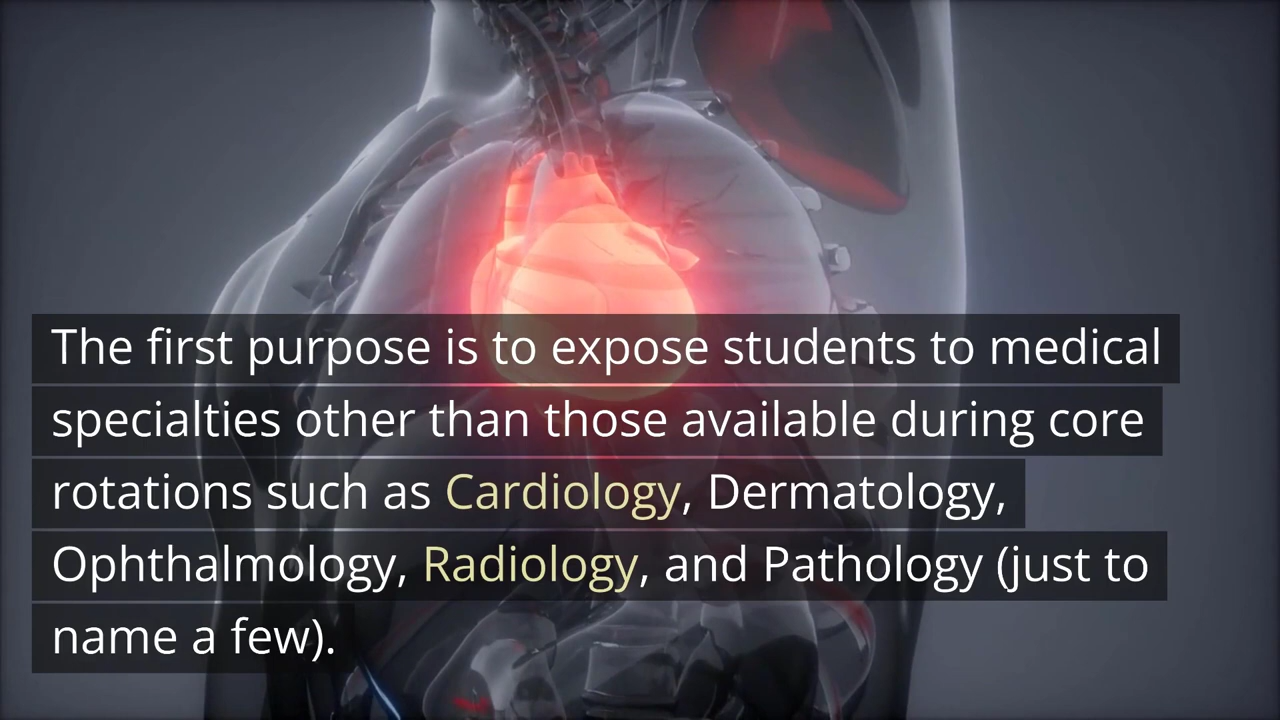 The first purpose is to expose students to medical
specialties other than those available during core
rotations such as Cardiology, Dermatology,
Ophthalmology, Radiology, and Pathology (just to
name a few).